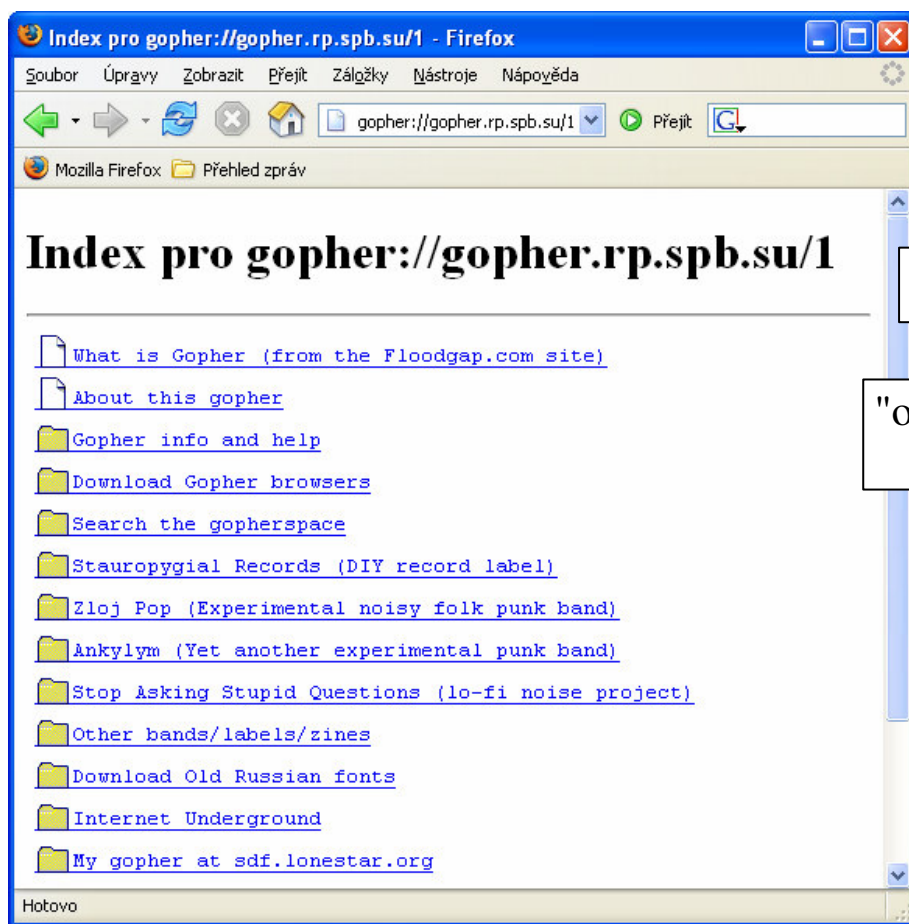 Index pro gopher://gopher.rp.spb.su/1 - Firefox
Soubor Úpravy Zobrazit Přejít Záložky Nástroje Nápověda
gopher://gopher.rp.spb.su/1 Přejít
Mozilla Firefox Přehled zpráv
Index pro gopher://gopher.rp.spb.su/1
What is Gopher (from the Floodgap.com site)
About this gopher
"o
Gopher info and help
Download Gopher browsers
Search the gopherspace
Stauropygial Records (DIY record label)
Zloj Pop (Experimental noisy folk punk band)
Ankylym (Yet another experimental punk band)
Stop Asking Stupid Questions (lo-fi noise project)
Other bands/labels/zines
Download Old Russian fonts
Internet Underground
My gopher at sdf.lonestar.org
Hotovo